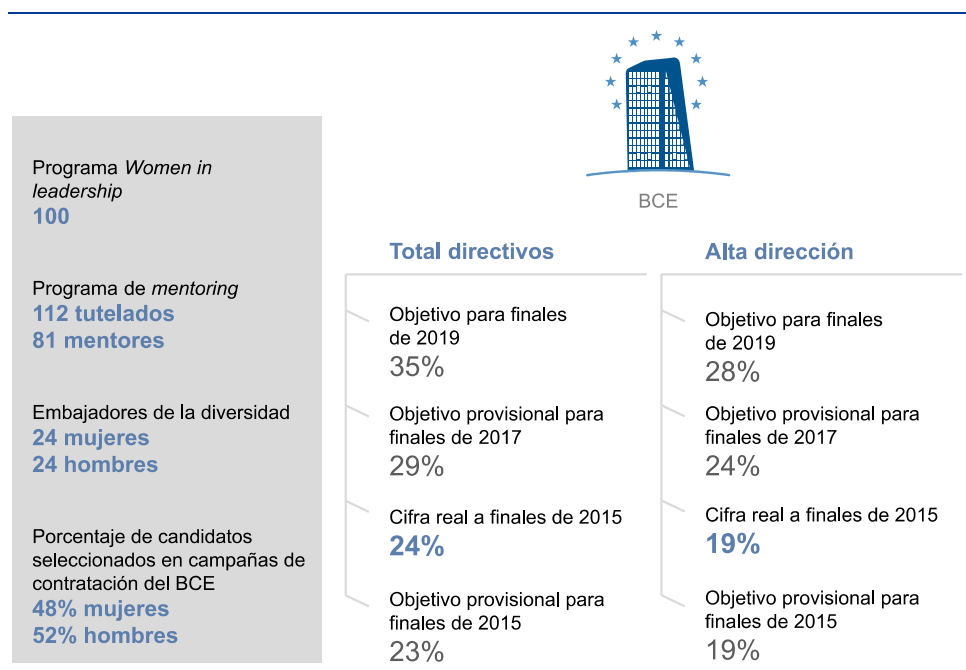 BCE
Programa Women in
leadership
100
Programa de mentoring
112 tutelados
81 mentores
Embajadores de la diversidad
24 mujeres
24 hombres
Porcentaje de candidatos
seleccionados en campañas de
contratación del BCE
48% mujeres
52% hombres
Total directivos
Objetivo para finales
de 2019
35%
Objetivo provisional para
finales de 2017
29%
Cifra real a finales de 2015
24%
Objetivo provisional para
finales de 2015
23%
Alta dirección
Objetivo para finales
de 2019
28%
Objetivo provisional para
finales de 2017
24%
Cifra real a finales de 2015
19%
Objetivo provisional para
finales de 2015
19%